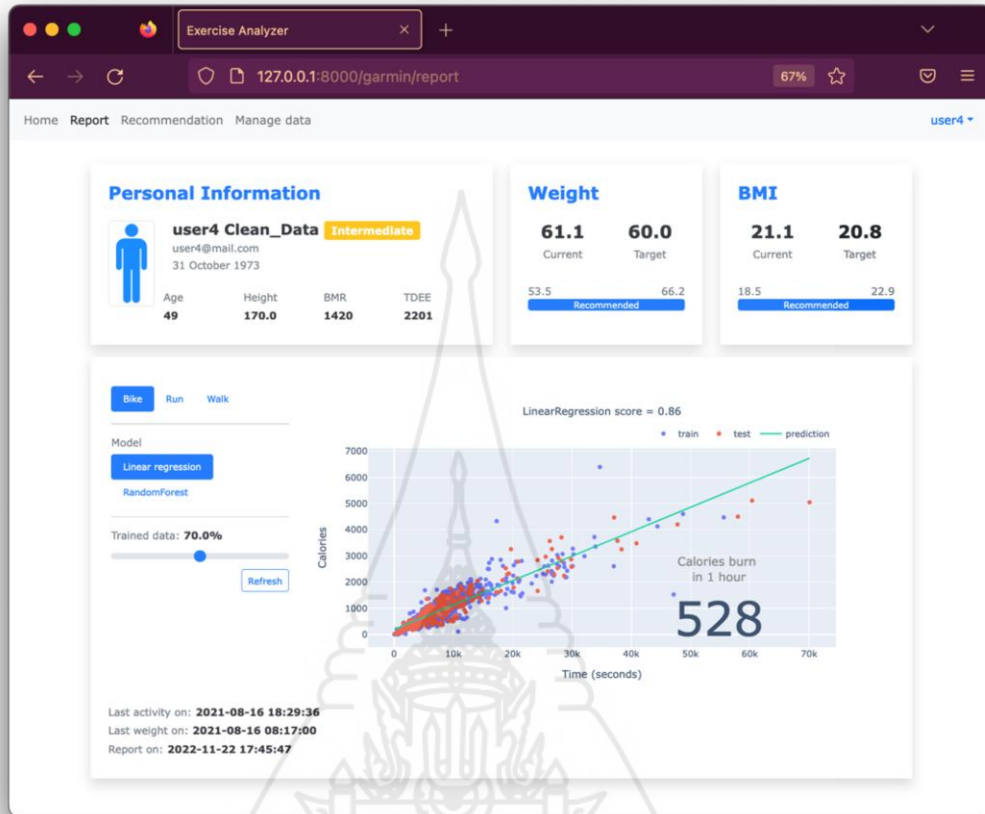 Exercise Analyzer
127.0.0.1:8000/garmin/report
67%
Home Report Recommendation Manage data
user4
Personal Information
user4 Clean_Data Intermediate
user4@mail.com
31 October 1973
Age Height BMR TDEE
49 170.0 1420 2201
Weight
61.1 60.0
Current Target
53.5 66.2
Recommended
BMI
21.1 20.8
Current Target
18.5 22.9
Recommended
Bike Run Walk
Model
Linear regression
RandomForest
Trained data: 70.0%
Refresh
LinearRegression score = 0.86
train test prediction
7000
6000
5000
4000
3000
2000
1000
0
Calories
0 10k 20k 30k 40k 50k 60k 70k
Time (seconds)
Calories burn
in 1 hour
528
Last activity on: 2021-08-16 18:29:36
Last weight on: 2021-08-16 08:17:00
Report on: 2022-11-22 17:45:47